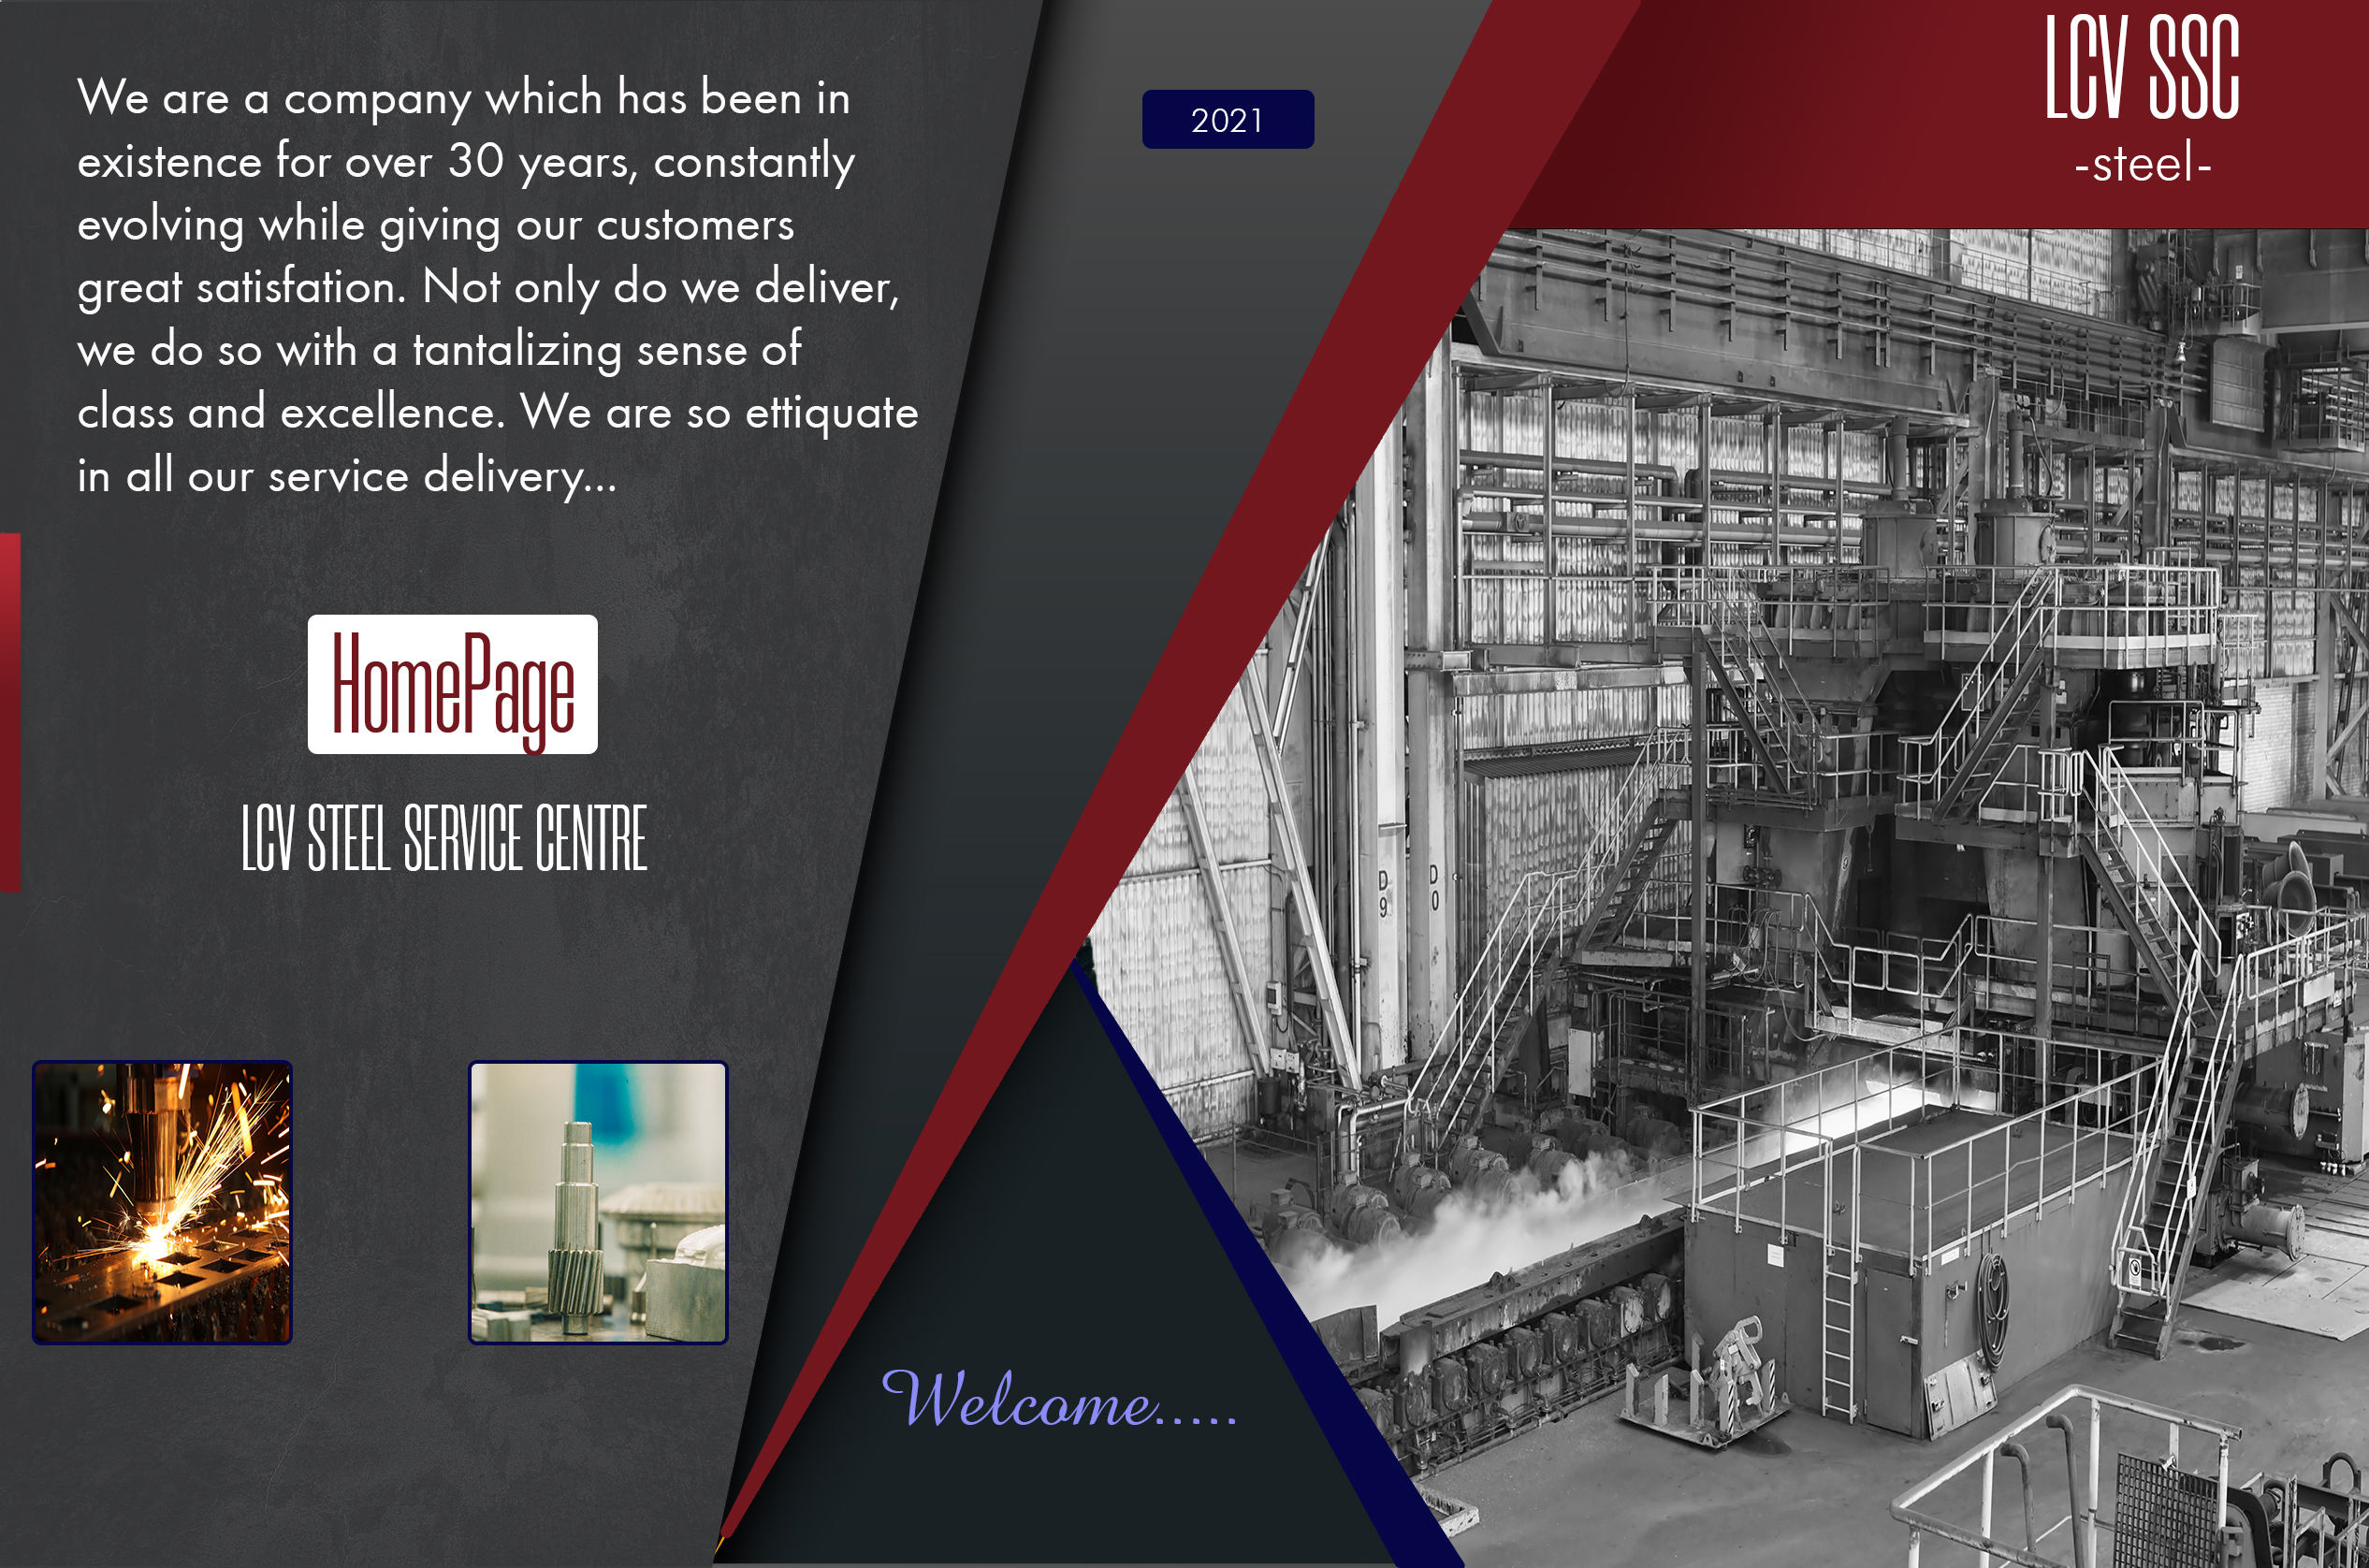 We are a company which has been in
existence for over 30 years, constantly
evolving while giving our customers
great satisfation. Not only do we deliver,
we do so with a tantalizing sense of
class and excellence. We are so ettiquate
in all our service delivery...
HomePage
LCV STEEL SERVICE CENTRE
2021
Welcome.....
LCV SSC
-steel-
D
9
D
0